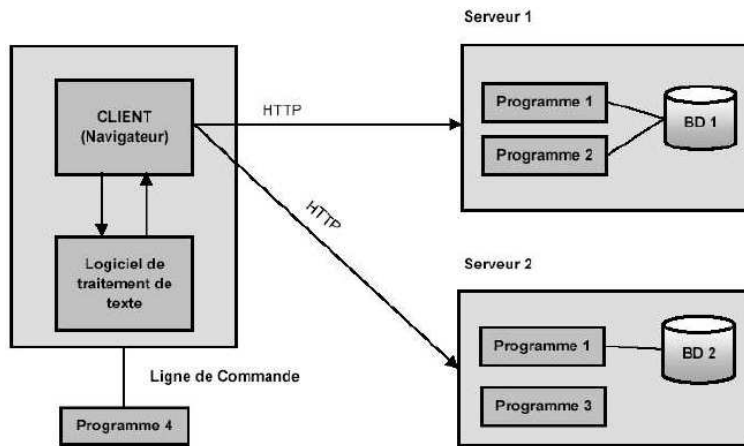 Serveur 1
CLIENT
(Navigateur)
HTTP
Programme 1
Programme 2
BD 1
HTTP
Logiciel de
traitement de
texte
Serveur 2
Programme 1
BD 2
Programme 3
Ligne de Commande
Programme 4